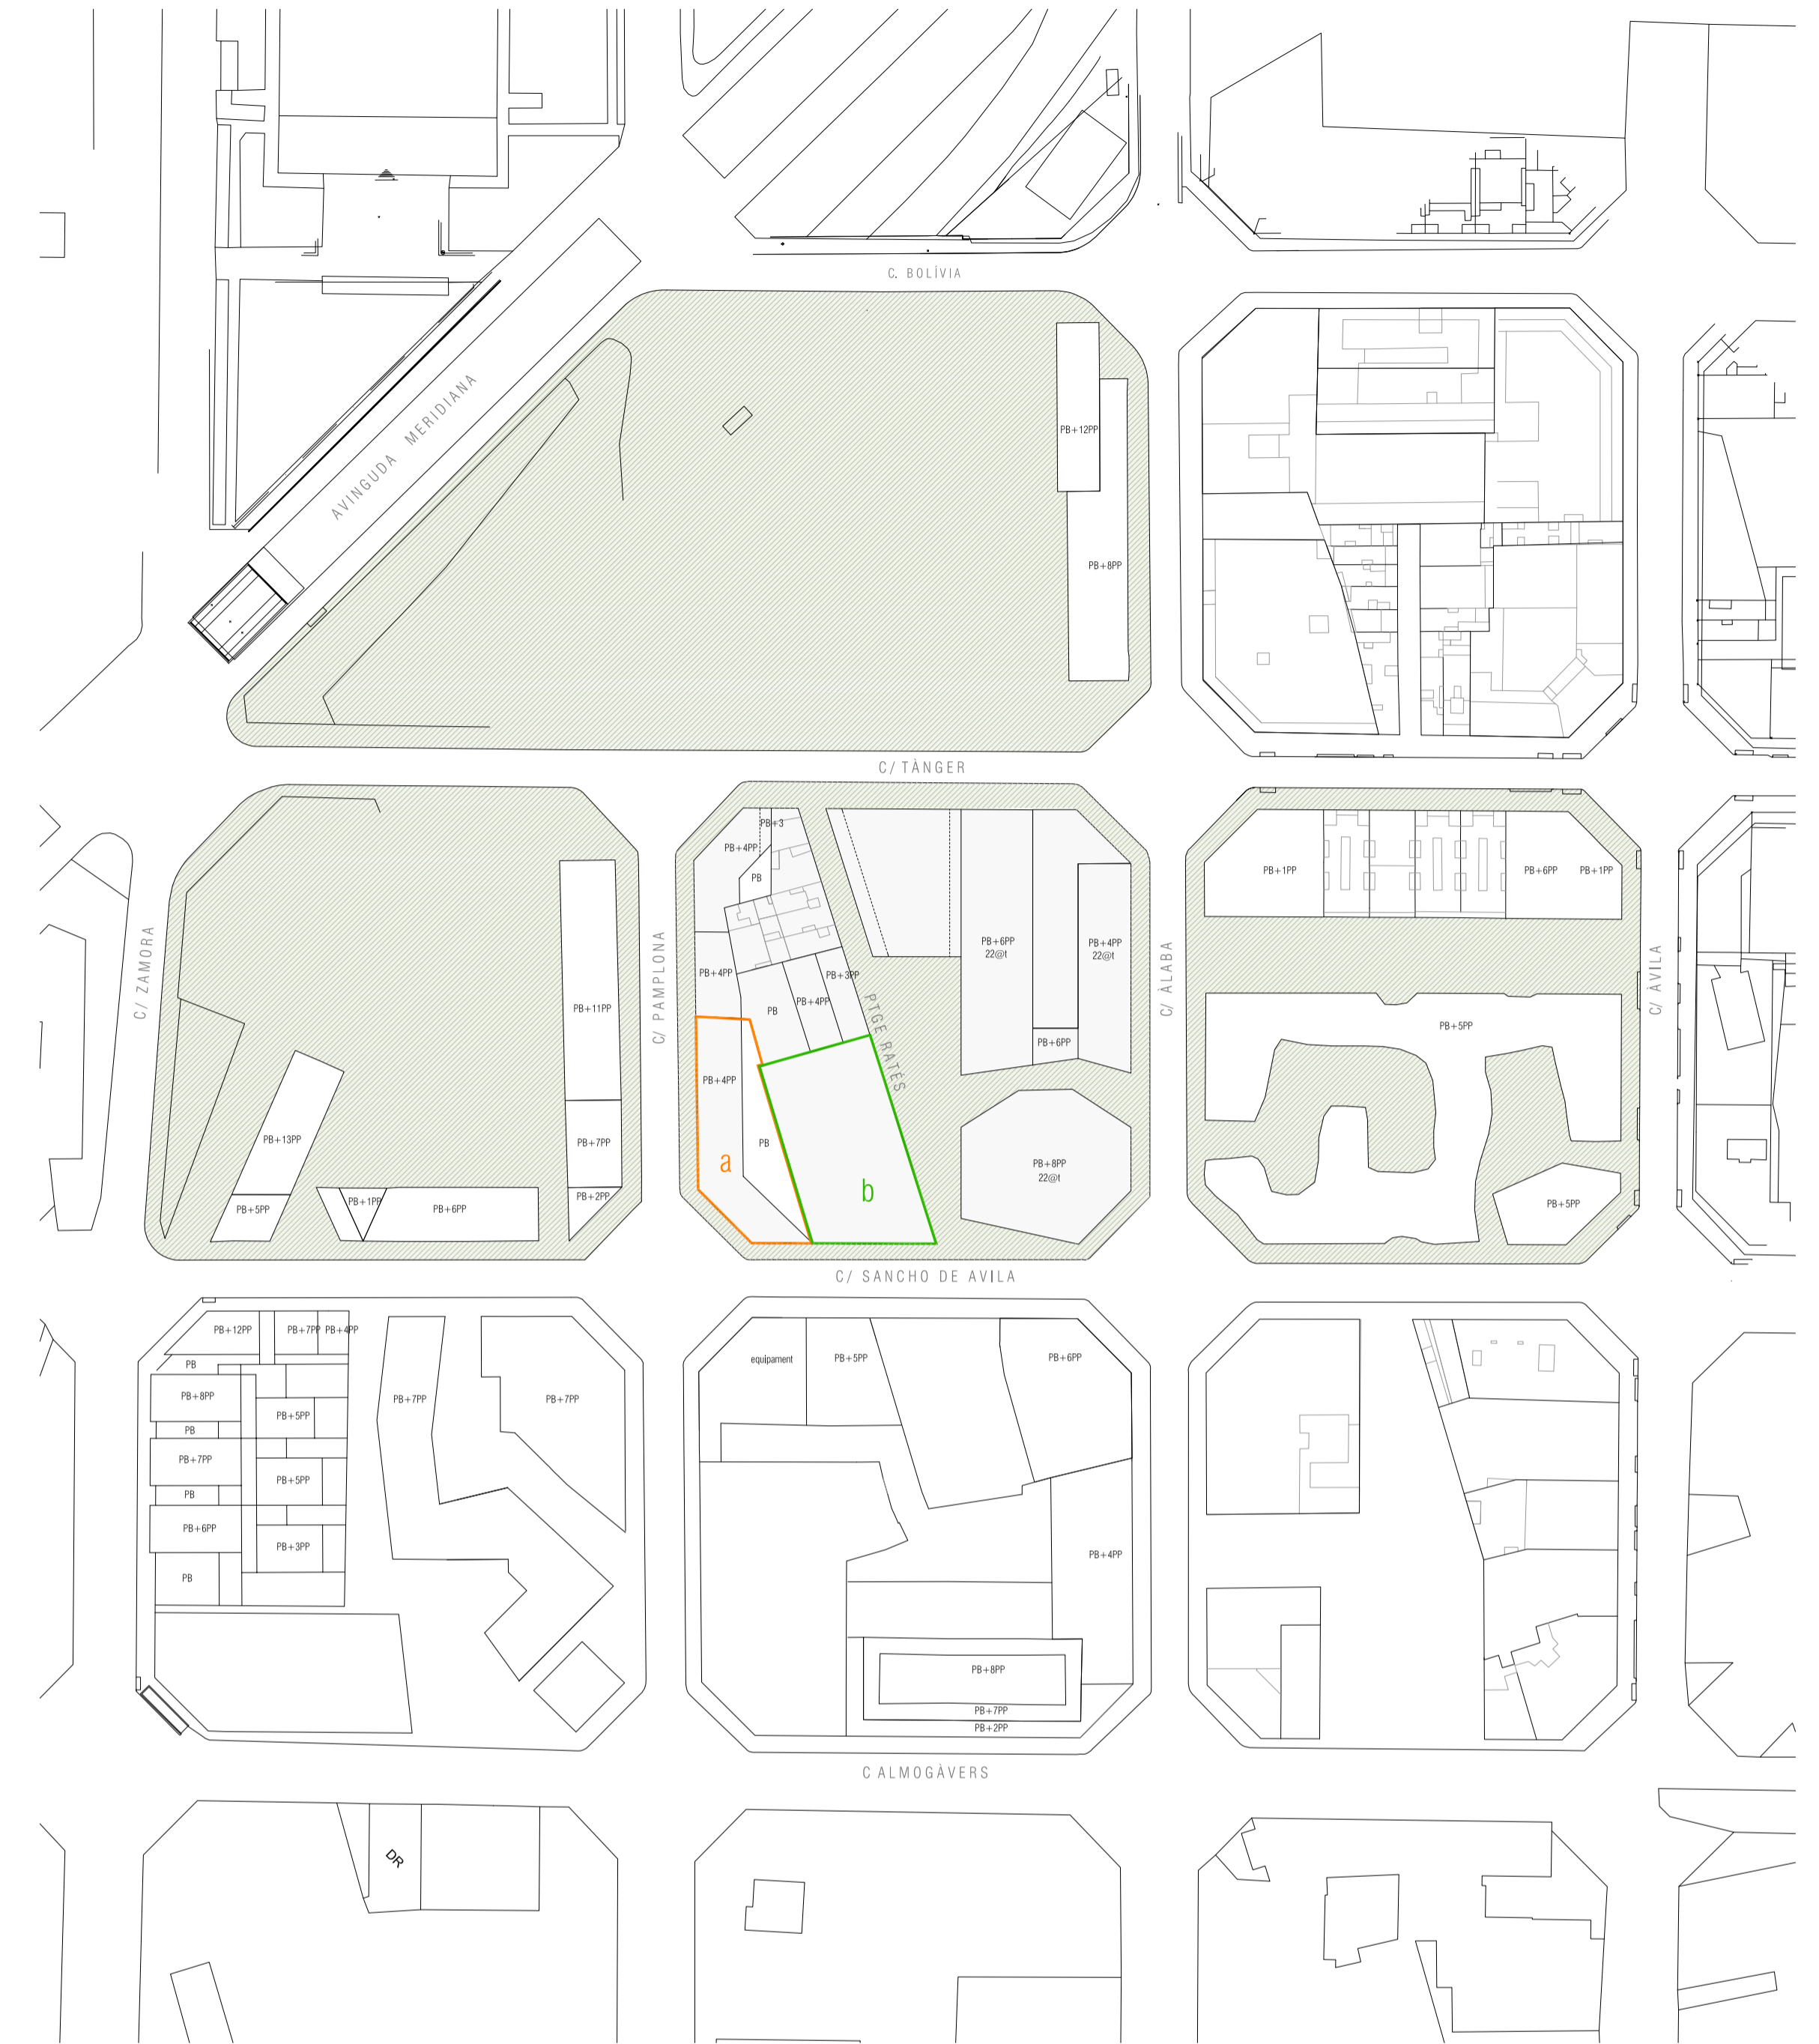 C. BOLÍVIA
AVINGUDA MERIDIANA
PB+12PP
PB+8PP
C/ TÀNGER
C/ ZAMORA
PB+11PP
PB+13PP
PB+7PP
PB+5PP
PB+1PP
PB+6PP
PB+2PP
C/ PAMPLONA
PB+3
PB+4PP
PB
PB+4PP
PB+3PP
PB+4PP
PB
PB+4PP
PB
a
b
PTGE RATÉS
PB+6PP
22@t
PB+4PP
22@t
PB+6PP
PB+8PP
22@t
C/ ÀLABA
PB+1PP
PB+6PP
PB+1PP
PB+5PP
PB+5PP
C/ ÀVILA
C/ SANCHO DE AVILA
PB+12PP
PB+7PP
PB+4PP
PB
PB+8PP
PB+5PP
PB
PB+7PP
PB+5PP
PB
PB+6PP
PB+3PP
PB
PB+7PP
PB+7PP
equipament
PB+5PP
PB+6PP
PB+4PP
PB+8PP
PB+7PP
PB+2PP
C ALMOGÀVERS
DR